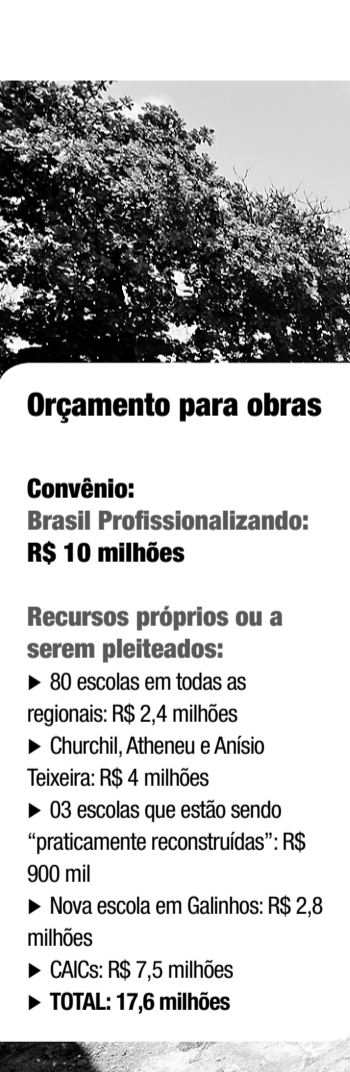 Orçamento para obras
Convênio:
Brasil Profissionalizando:
R$ 10 milhões
Recursos próprios ou a
serem pleiteados:
▶ 80 escolas em todas as
regionais: R$ 2,4 milhões
▶ Churchil, Atheneu e Anísio
Teixeira: R$ 4 milhões
▶ 03 escolas que estão sendo
“praticamente reconstruídas”: R$
900 mil
▶ Nova escola em Galinhos: R$ 2,8
milhões
▶ CAICs: R$ 7,5 milhões
▶ TOTAL: 17,6 milhões